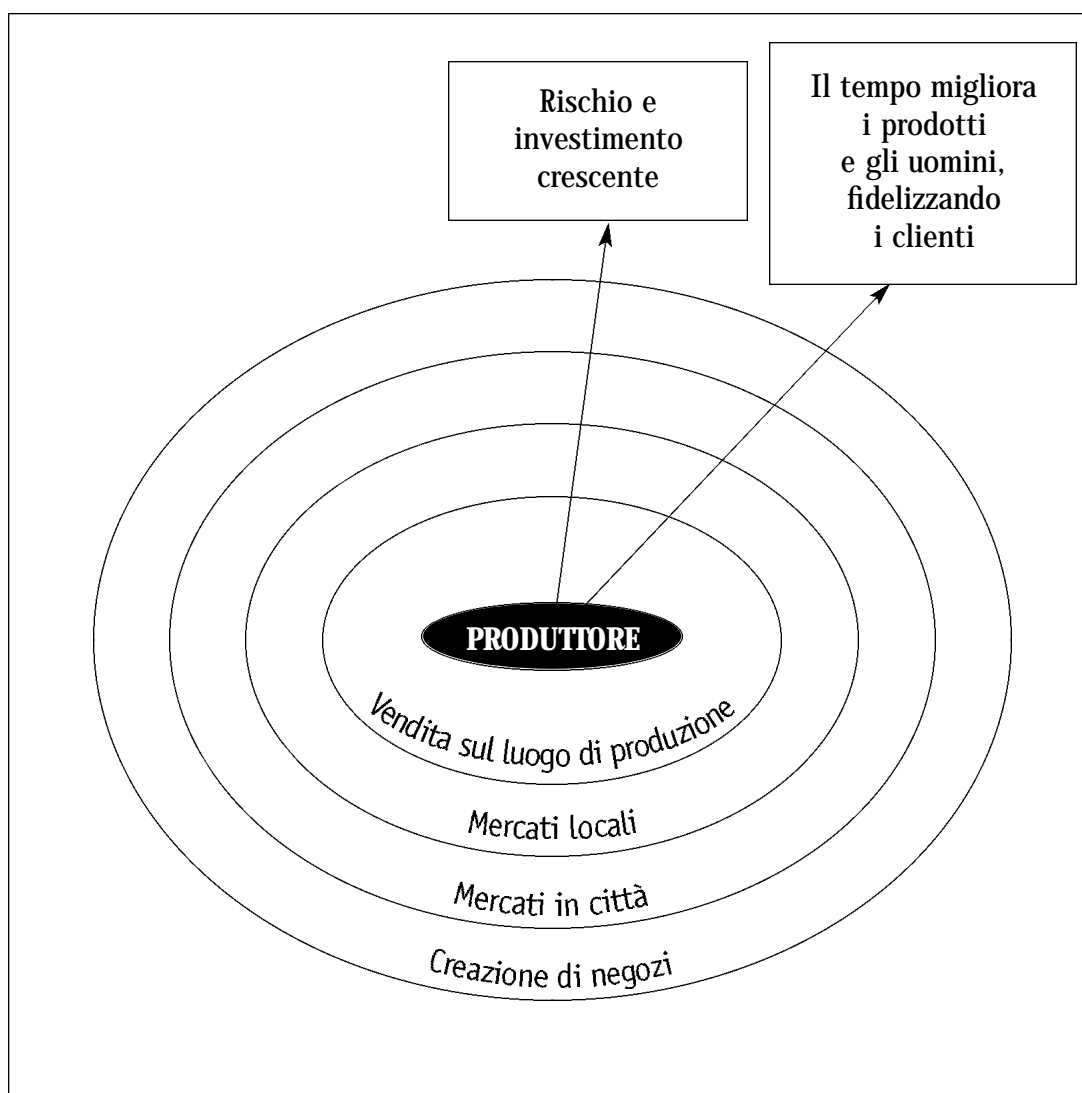 Rischio e
investimento
crescente
Il tempo migliora
i prodotti
e gli uomini,
fidelizzando
i clienti
PRODUTTORE
Vendita sul luogo di produzione
Mercati locali
Mercati in città
Creazione di negozi